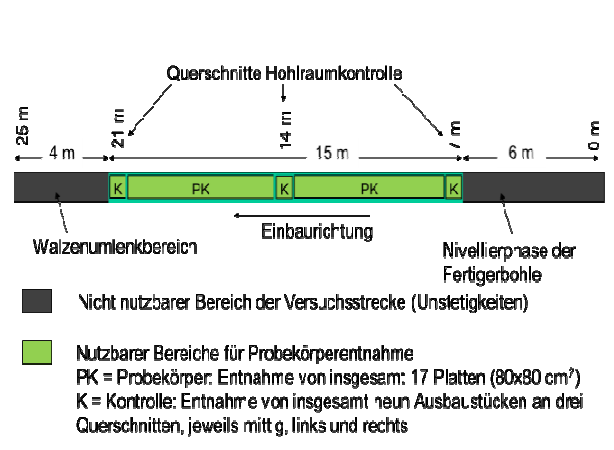 Querschnitte Hohlraumkontrolle
25 m
21 m
14 m
7 m
0 m
4 m
15 m
6 m
K
PK
K
PK
K
Einbaurichtung
Walzenumlenkbereich
Nivellierphase der
Fertigerbohle
Nicht nutzbarer Bereich der Versuchsstrecke (Unstetigkeiten)
Nutzbarer Bereiche für Probekörperentnahme
PK = Probekörper: Entnahme von insgesam: 17 Platten (80x80 cm²)
K = Kontrolle: Entnahme von insgesamt neun Ausbaustücken an drei
Querschnitten, jeweils mittig, links und rechts